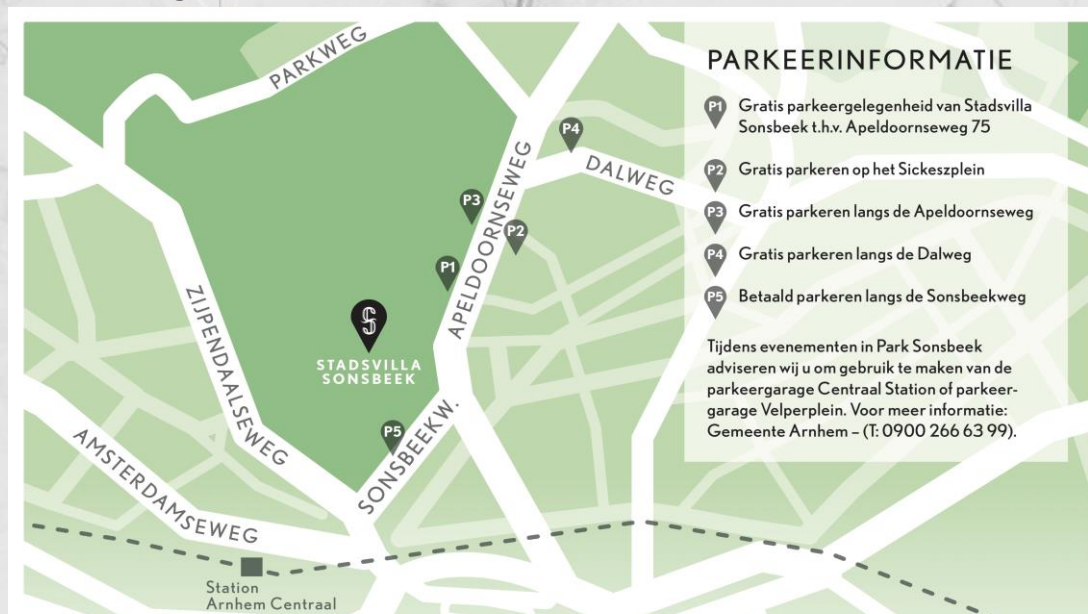 PARKWEG
APELDOORNSEWEG
DALWEG
P4
P3
P2
P1
S
STADSVILLA
SONSBEEK
ZIJPENDAALSEWEG
P5
SONSBEEKW.
AMSTERDAMSEWEG
Station
Arnhem Centraal
PARKEERINFORMATIE
P1 Gratis parkeergelegenheid van Stadsvilla
Sonsbeek t.h.v. Apeldoornseweg 75
P2 Gratis parkeren op het Sickeszplein
P3 Gratis parkeren langs de Apeldoornseweg
P4 Gratis parkeren langs de Dalweg
P5 Betaald parkeren langs de Sonsbeekweg
Tijdens evenementen in Park Sonsbeek
adviseren wij u om gebruik te maken van de
parkeergarage Centraal Station of parkeer-
garage Velperplein. Voor meer informatie:
Gemeente Arnhem – (T: 0900 266 63 99).